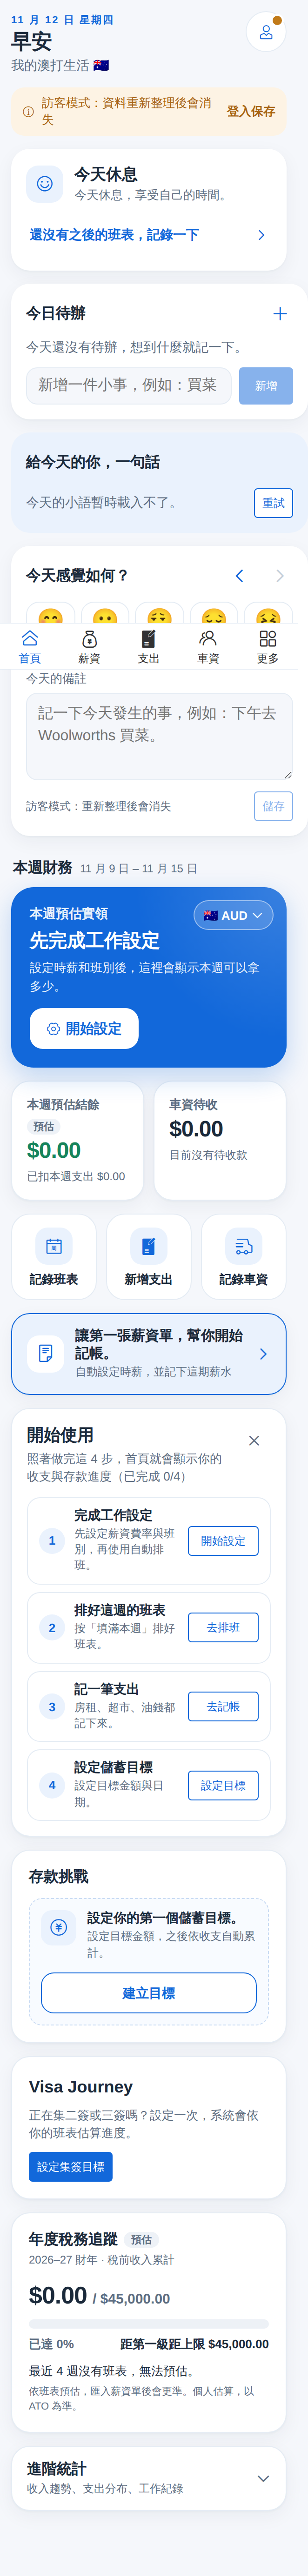 11 月 12 日 星期四
早安
我的澳打生活 🇦🇺
訪客模式：資料重新整理後會消
失
登入保存
今天休息
今天休息，享受自己的時間。
還沒有之後的班表，記錄一下
今日待辦
今天還沒有待辦，想到什麼就記一下。
新增一件小事，例如：買菜
新增
給今天的你，一句話
今天的小語暫時載入不了。
重試
今天感覺如何？
首頁
薪資
支出
車資
更多
今天的備註
記一下今天發生的事，例如：下午去
Woolworths 買菜。
訪客模式：重新整理後會消失
儲存
本週財務 11 月 9 日 – 11 月 15 日
本週預估實領
🇦🇺 AUD
先完成工作設定
設定時薪和班別後，這裡會顯示本週可以拿
多少。
開始設定
本週預估結餘
預估
$0.00
已扣本週支出 $0.00
車資待收
$0.00
目前沒有待收款
記錄班表
新增支出
記錄車資
讓第一張薪資單，幫你開始
記帳。
自動設定時薪，並記下這期薪水
開始使用
照著做完這 4 步，首頁就會顯示你的
收支與存款進度（已完成 0/4）
1
完成工作設定
先設定薪資費率與班
別，再使用自動排
班。
開始設定
2
排好這週的班表
按「填滿本週」排好
班表。
去排班
3
記一筆支出
房租、超市、油錢都
記下來。
去記帳
4
設定儲蓄目標
設定目標金額與日
期。
設定目標
存款挑戰
設定你的第一個儲蓄目標。
設定目標金額，之後依收支自動累
計。
建立目標
Visa Journey
正在集二簽或三簽嗎？設定一次，系統會依
你的班表估算進度。
設定集簽目標
年度稅務追蹤 預估
2026–27 財年 · 稅前收入累計
$0.00 / $45,000.00
已達 0%
距第一級距上限 $45,000.00
最近 4 週沒有班表，無法預估。
依班表預估，匯入薪資單後會更準。個人估算，以
ATO 為準。
進階統計
收入趨勢、支出分布、工作紀錄